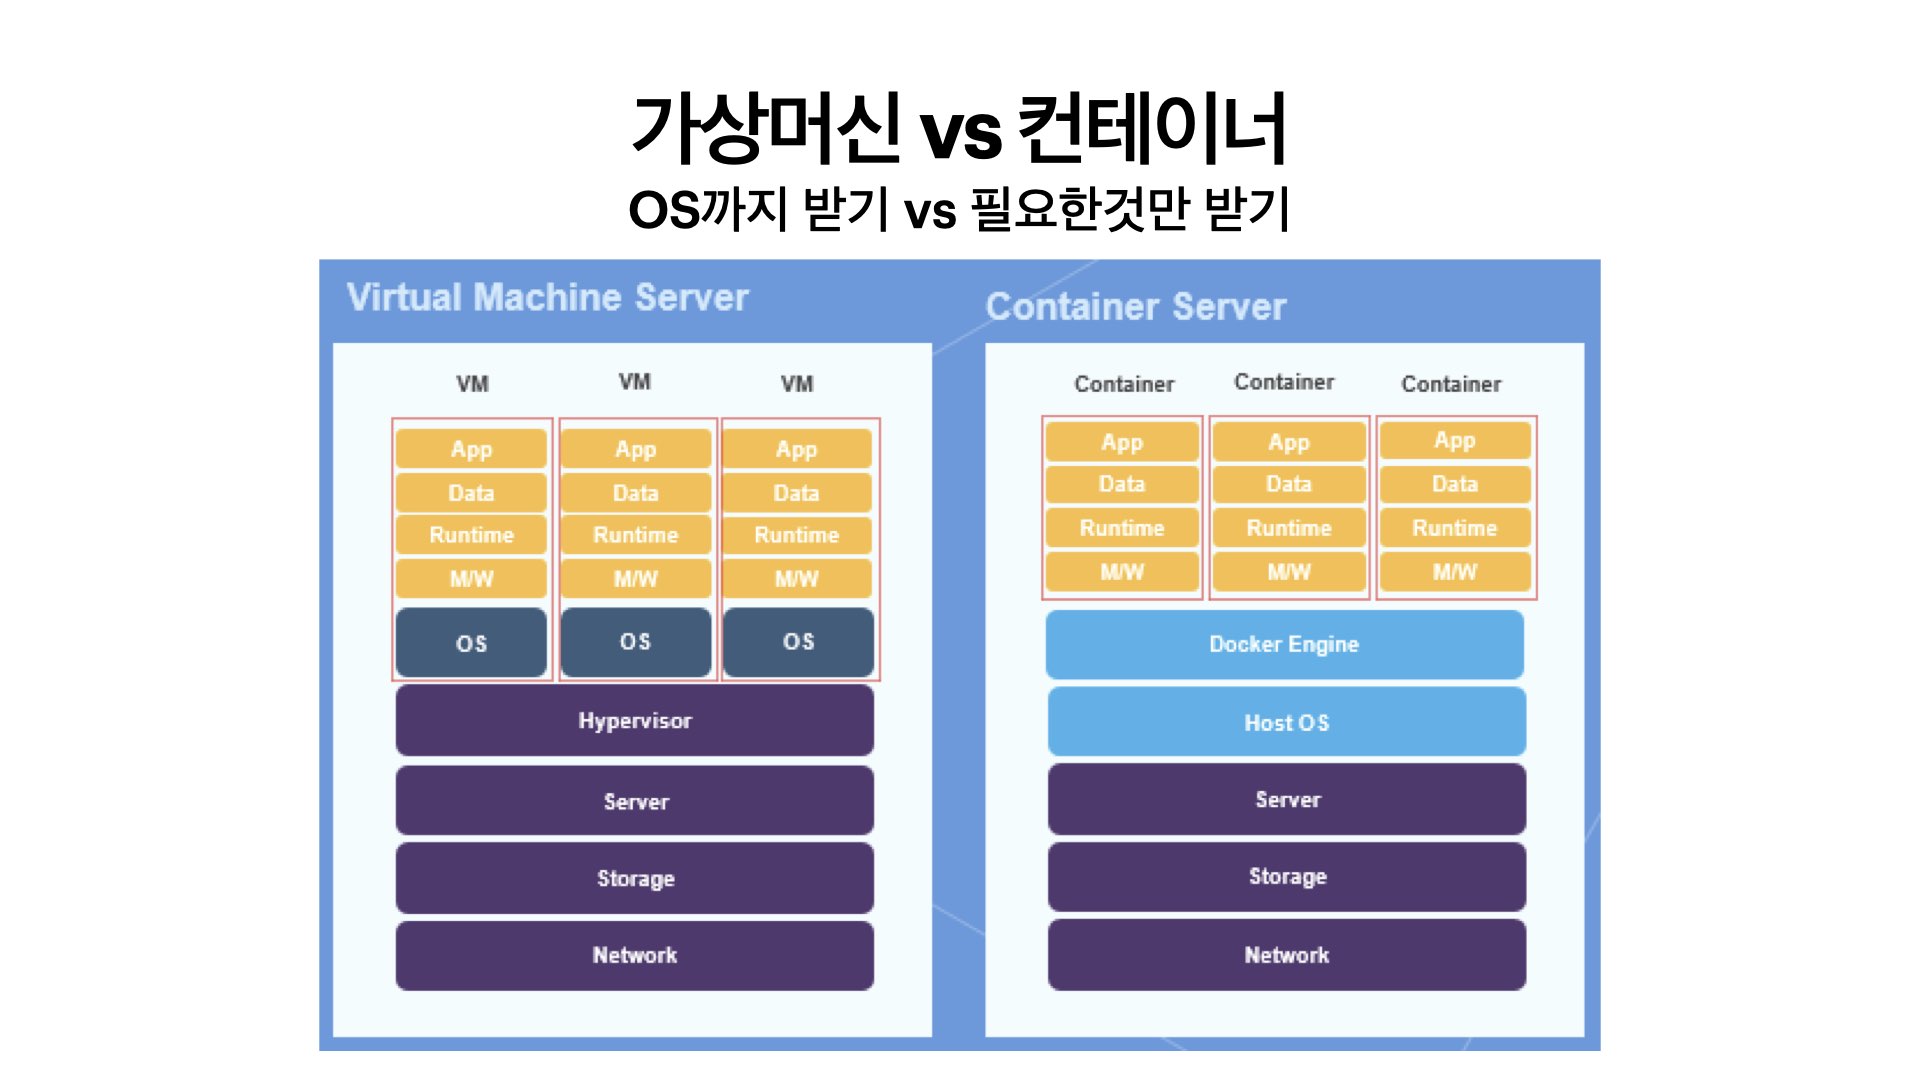 가상머신 vs 컨테이너
OS까지 받기 vs 필요한것만 받기
Virtual Machine Server
VM VM VM
App App App
Data Data Data
Runtime Runtime Runtime
M/W M/W M/W
OS OS OS
Hypervisor
Server
Storage
Network
Container Server
Container Container Container
App App App
Data Data Data
Runtime Runtime Runtime
M/W M/W M/W
Docker Engine
Host OS
Server
Storage
Network